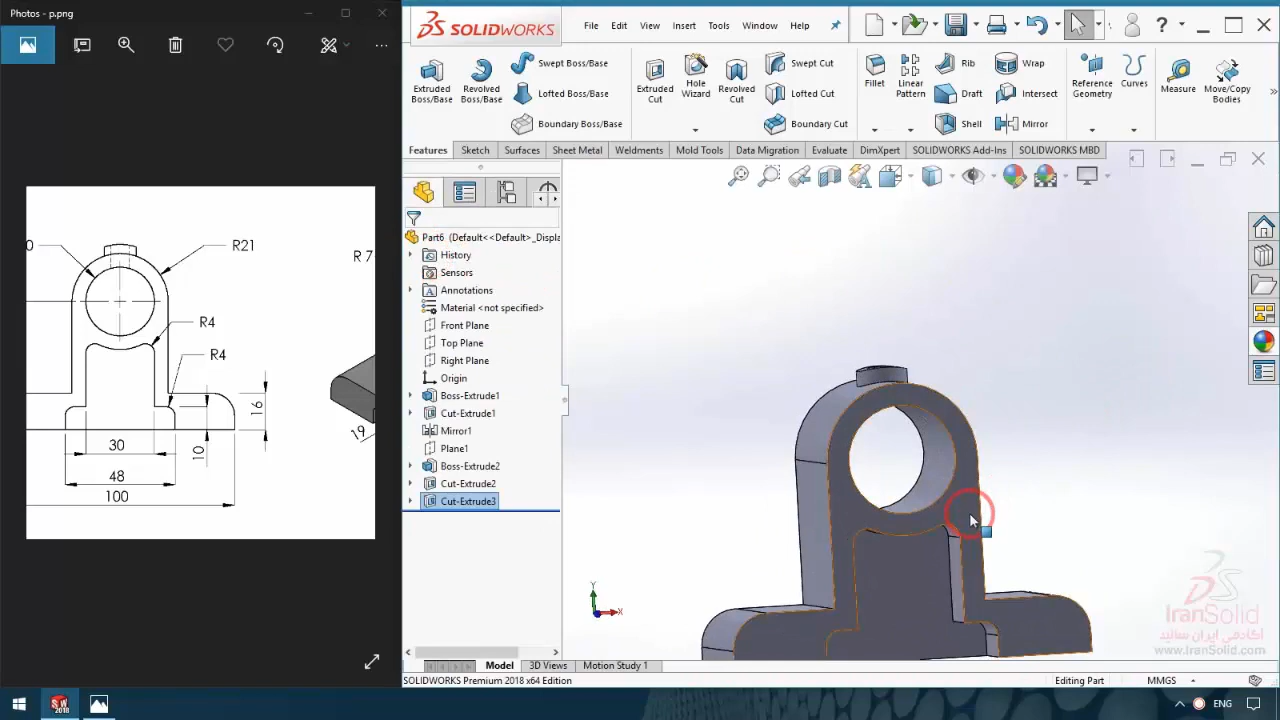 Photos - p.png
0
R21
R 7
R4
R4
16
30
10
48
100
19
SOLIDWORKS
File Edit View Insert Tools Window Help
Extruded Boss/Base
Revolved Boss/Base
Swept Boss/Base
Lofted Boss/Base
Boundary Boss/Base
Extruded Cut
Hole Wizard
Revolved Cut
Swept Cut
Lofted Cut
Boundary Cut
Fillet
Linear Pattern
Rib
Draft
Shell
Wrap
Intersect
Mirror
Reference Geometry
Curves
Measure
Move/Copy Bodies
Features Sketch Surfaces Sheet Metal Weldments Mold Tools Data Migration Evaluate DimXpert SOLIDWORKS Add-Ins SOLIDWORKS MBD
Part6 (Default<<Default>_Displa
History
Sensors
Annotations
Material <not specified>
Front Plane
Top Plane
Right Plane
Origin
Boss-Extrude1
Cut-Extrude1
Mirror1
Plane1
Boss-Extrude2
Cut-Extrude2
Cut-Extrude3
Y
X
IranSolid
آکادمی ایران سالید
www.IranSolid.com
Model 3D Views Motion Study 1
SOLIDWORKS Premium 2018 x64 Edition
Editing Part
MMGS
SW
2018
ENG